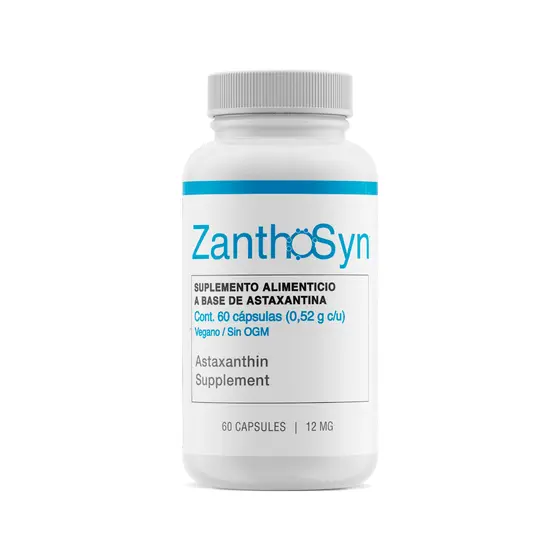 ZanthoSyn
SUPLEMENTO ALIMENTICIO
A BASE DE ASTAXANTINA
Cont. 60 cápsulas (0,52 g c/u)
Vegano / Sin OGM
Astaxanthin
Supplement
60 CAPSULES | 12 MG